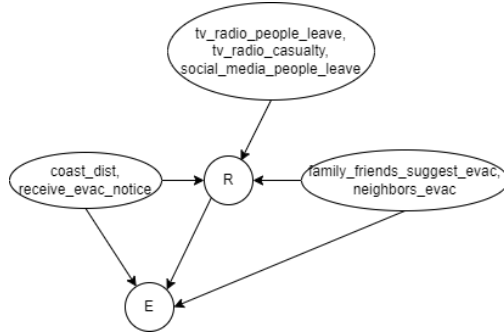 tv_radio_people_leave,
tv_radio_casualty,
social_media_people_leave
coast_dist,
receive_evac_notice
R
family_friends_suggest_evac,
neighbors_evac
E